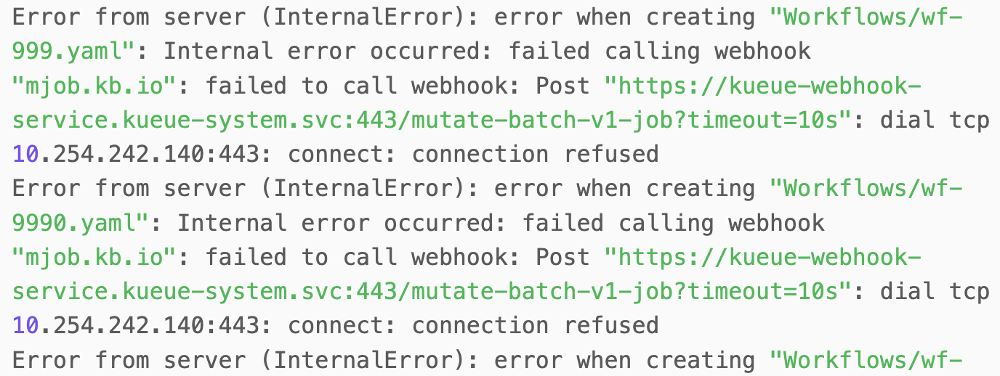 Error from server (InternalError): error when creating "Workflows/wf-
999.yaml": Internal error occurred: failed calling webhook
"mjob.kb.io": failed to call webhook: Post "https://kueue-webhook-
service.kueue-system.svc:443/mutate-batch-v1-job?timeout=10s": dial tcp
10.254.242.140:443: connect: connection refused
Error from server (InternalError): error when creating "Workflows/wf-
9990.yaml": Internal error occurred: failed calling webhook
"mjob.kb.io": failed to call webhook: Post "https://kueue-webhook-
service.kueue-system.svc:443/mutate-batch-v1-job?timeout=10s": dial tcp
10.254.242.140:443: connect: connection refused
Error from server (InternalError): error when creating "Workflows/wf-